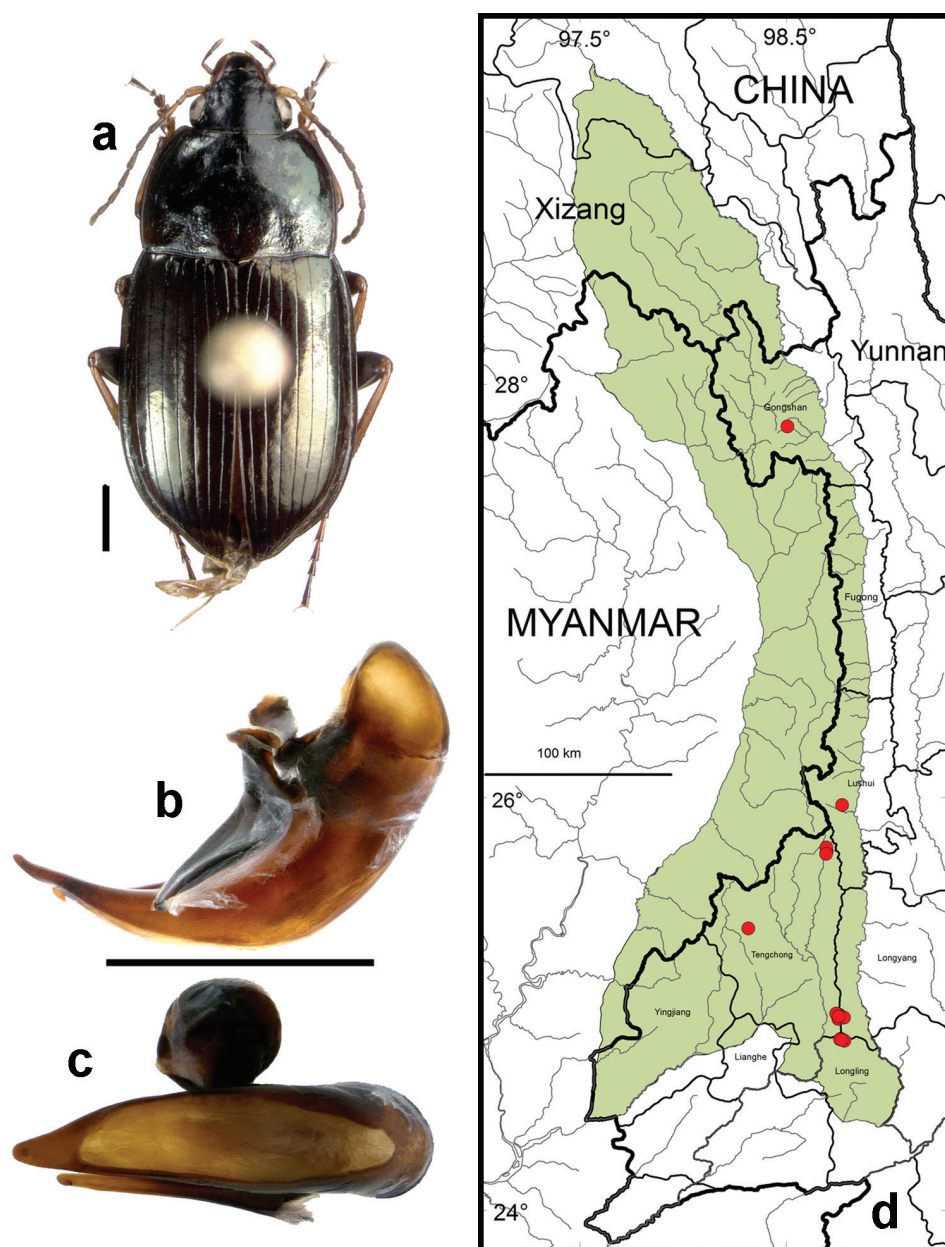 a
b
c
97.5° 98.5°
CHINA
Xizang
Yunnan
28°
Gongshan
Fugong
MYANMAR
100 km
Lushui
26°
Longyang
Tengchong
Yingjiang
Lianghe
Longling
24°
d